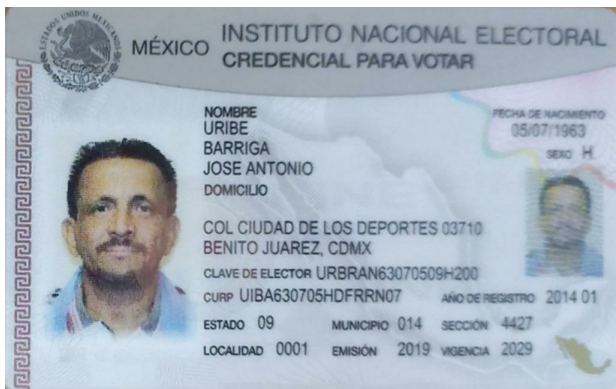 ESTADOS UNIDOS MEXICANOS
MÉXICO
INSTITUTO NACIONAL ELECTORAL
CREDENCIAL PARA VOTAR
NOMBRE
URIBE
BARRIGA
JOSE ANTONIO
FECHA DE NACIMIENTO
05/07/1963
SEXO H
DOMICILIO
COL CIUDAD DE LOS DEPORTES 03710
BENITO JUAREZ, CDMX
CLAVE DE ELECTOR URBRAN63070509H200
CURP UIBA630705HDFRRN07 AÑO DE REGISTRO 2014 01
ESTADO 09 MUNICIPIO 014 SECCIÓN 4427
LOCALIDAD 0001 EMISIÓN 2019 VIGENCIA 2029